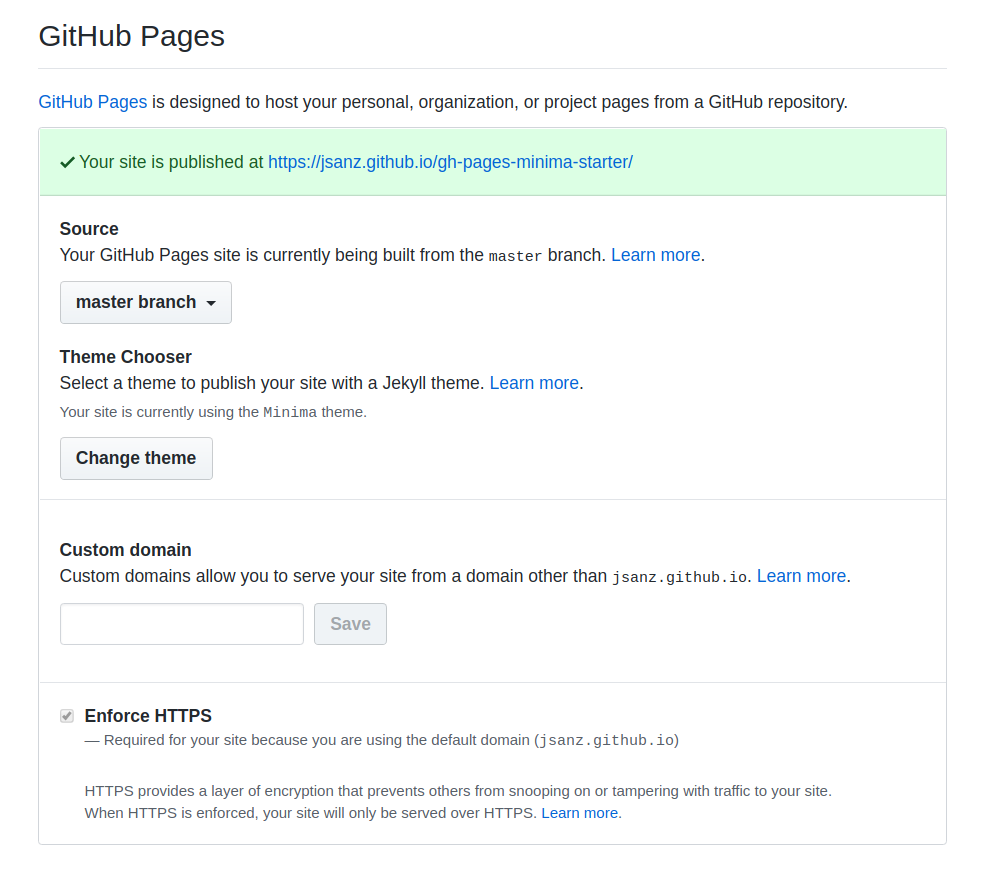 GitHub Pages
GitHub Pages is designed to host your personal, organization, or project pages from a GitHub repository.
Your site is published at https://jsanz.github.io/gh-pages-minima-starter/
Source
Your GitHub Pages site is currently being built from the master branch. Learn more.
master branch
Theme Chooser
Select a theme to publish your site with a Jekyll theme. Learn more.
Your site is currently using the Minima theme.
Change theme
Custom domain
Custom domains allow you to serve your site from a domain other than jsanz.github.io. Learn more.
Save
Enforce HTTPS
— Required for your site because you are using the default domain (jsanz.github.io)
HTTPS provides a layer of encryption that prevents others from snooping on or tampering with traffic to your site.
When HTTPS is enforced, your site will only be served over HTTPS. Learn more.